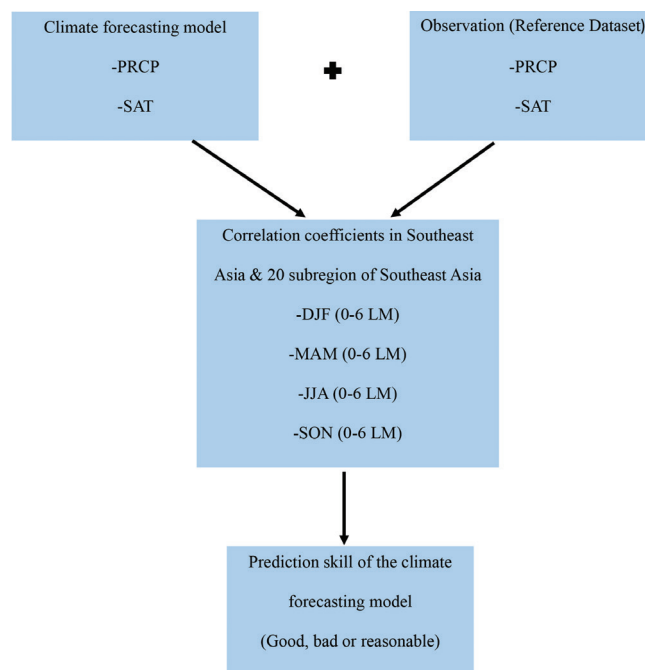 Climate forecasting model
-PRCP
-SAT
Observation (Reference Dataset)
-PRCP
-SAT
Correlation coefficients in Southeast
Asia & 20 subregion of Southeast Asia
-DJF (0-6 LM)
-MAM (0-6 LM)
-JJA (0-6 LM)
-SON (0-6 LM)
Prediction skill of the climate
forecasting model
(Good, bad or reasonable)